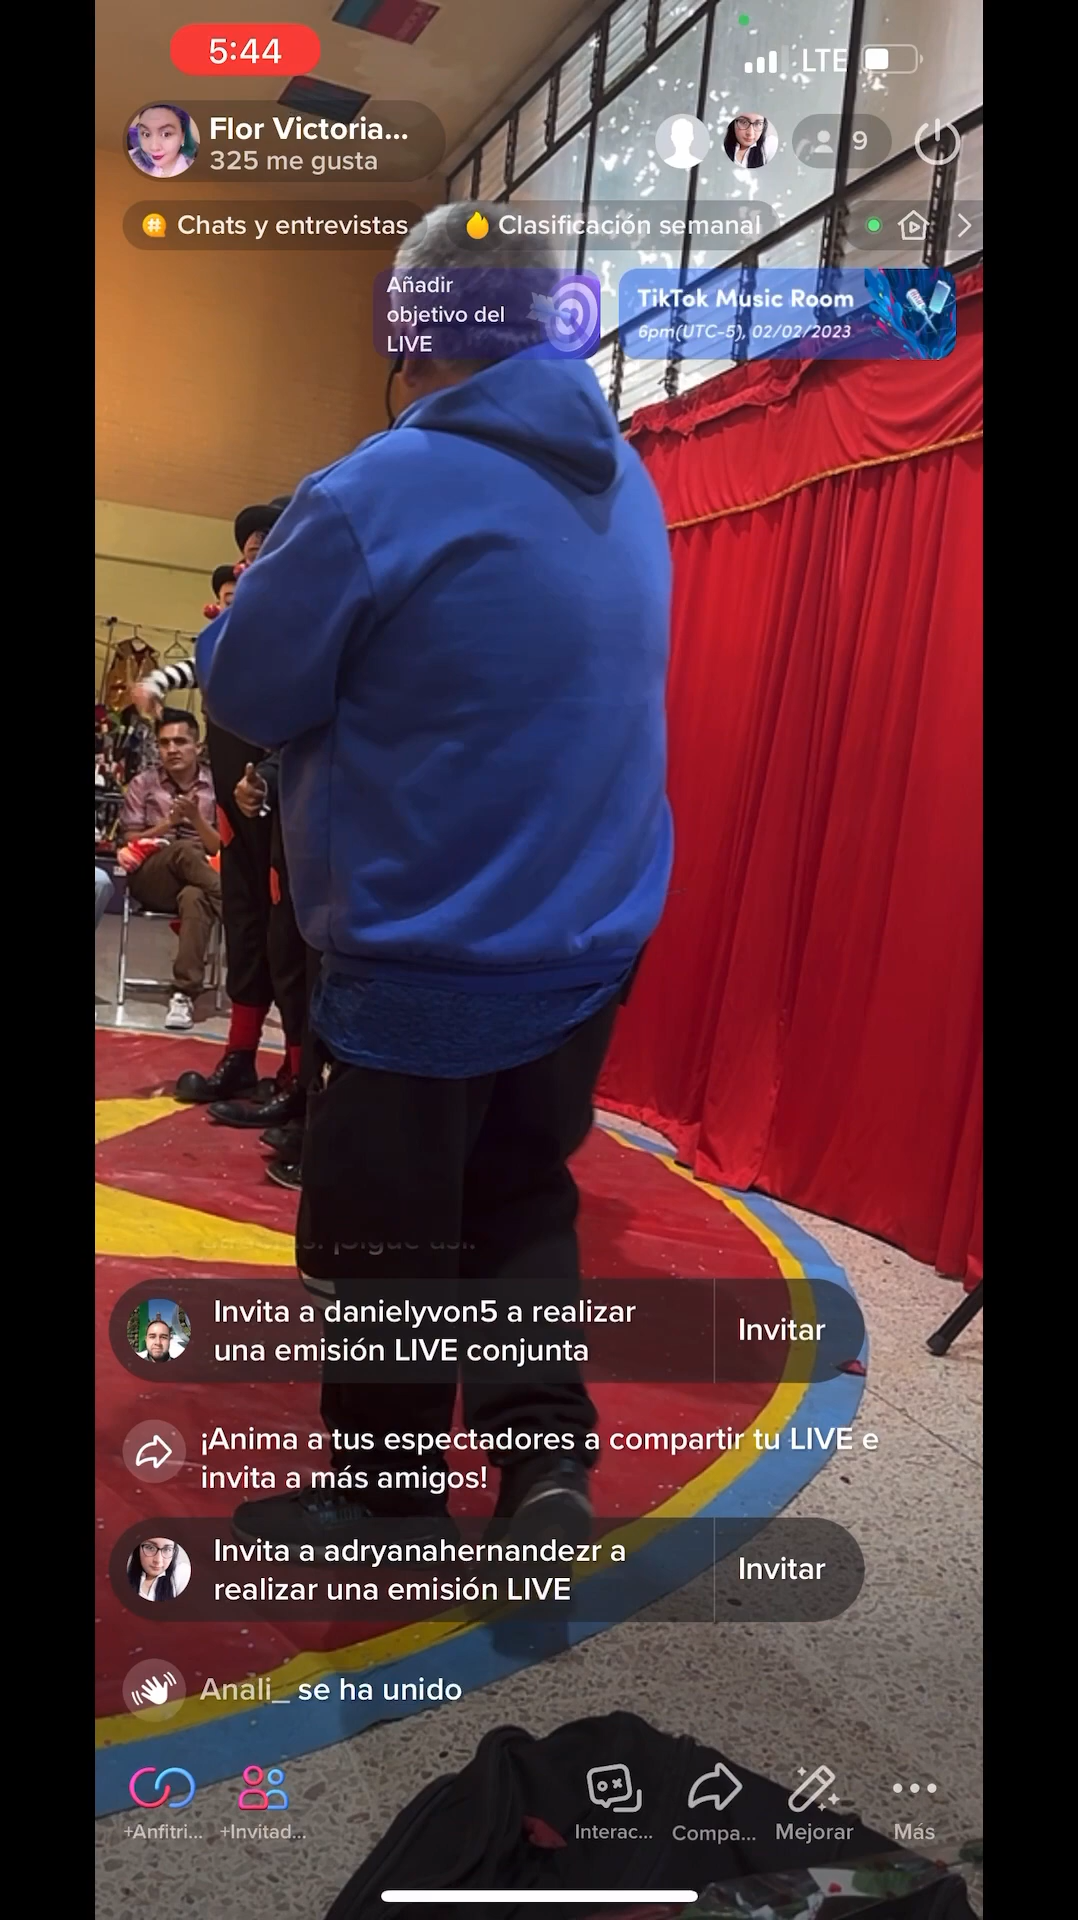 5:44
LTE
Flor Victoria...
325 me gusta
9
Chats y entrevistas
Clasificación semanal
Añadir
objetivo del
LIVE
TikTok Music Room
6pm(UTC-5), 02/02/2023
Invita a danielyvon5 a realizar
una emisión LIVE conjunta
Invitar
¡Anima a tus espectadores a compartir tu LIVE e
invita a más amigos!
Invita a adryanahernandezr a
realizar una emisión LIVE
Invitar
Anali_ se ha unido
+Anfitri...
+Invitad...
Interac...
Compa...
Mejorar
Más